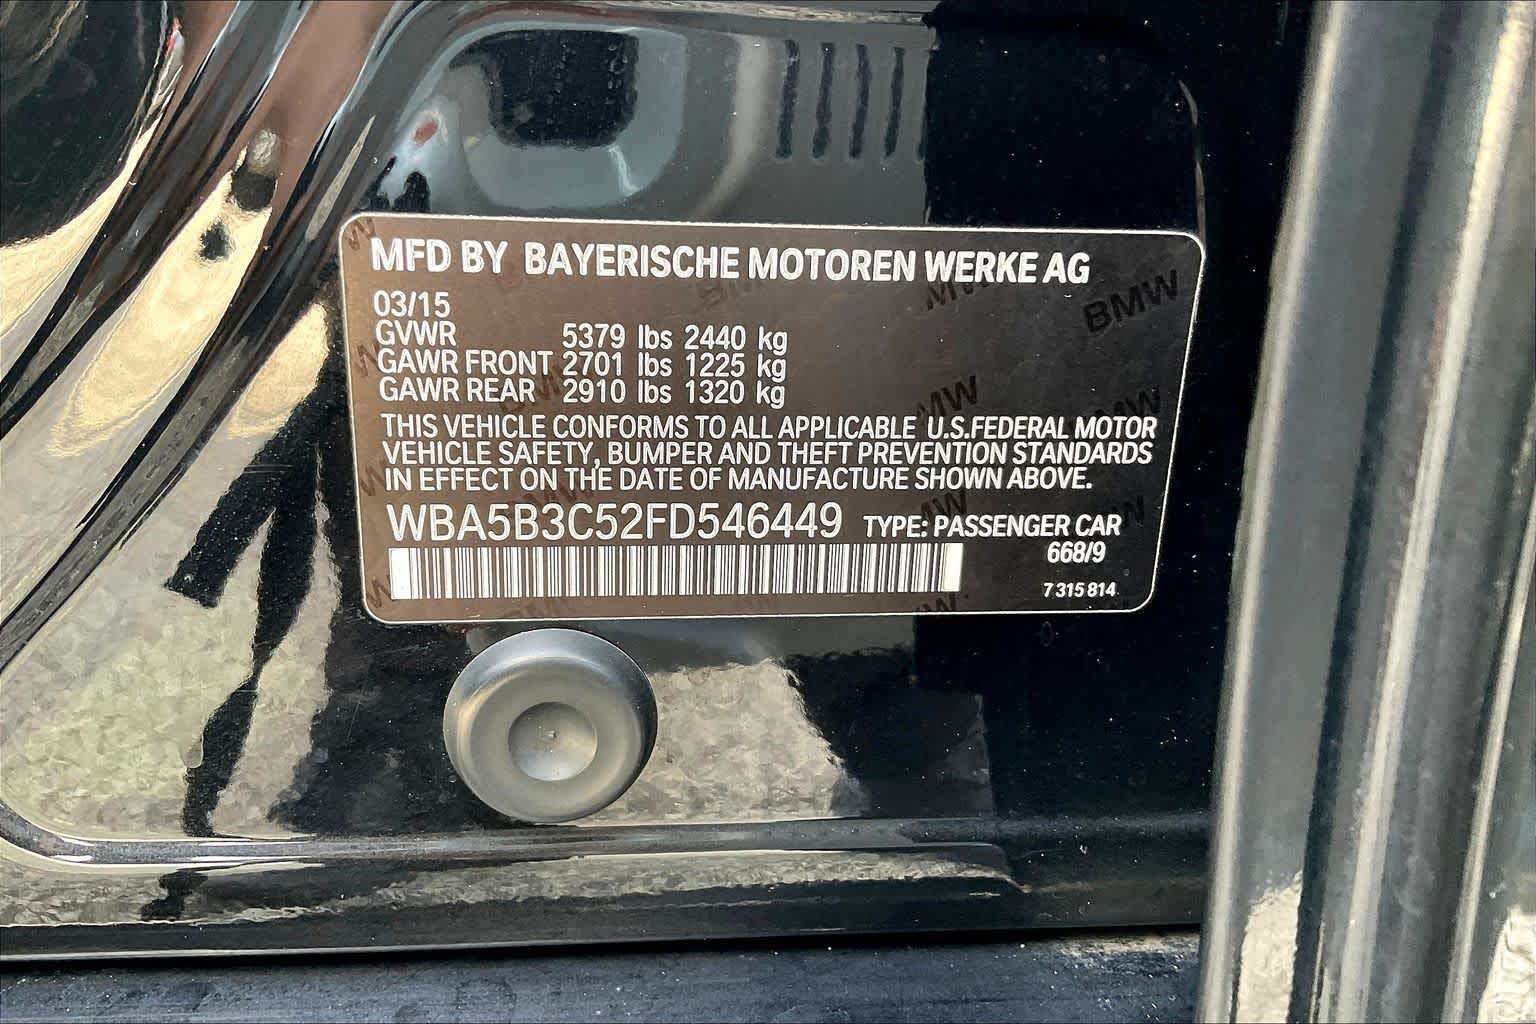 MFD BY BAYERISCHE MOTOREN WERKE AG
03/15
GVWR 5379 lbs 2440 kg
GAWR FRONT 2701 lbs 1225 kg
GAWR REAR 2910 lbs 1320 kg
THIS VEHICLE CONFORMS TO ALL APPLICABLE U.S.FEDERAL MOTOR
VEHICLE SAFETY, BUMPER AND THEFT PREVENTION STANDARDS
IN EFFECT ON THE DATE OF MANUFACTURE SHOWN ABOVE.
WBA5B3C52FD546449 TYPE: PASSENGER CAR
668/9
7 315 814
BMW